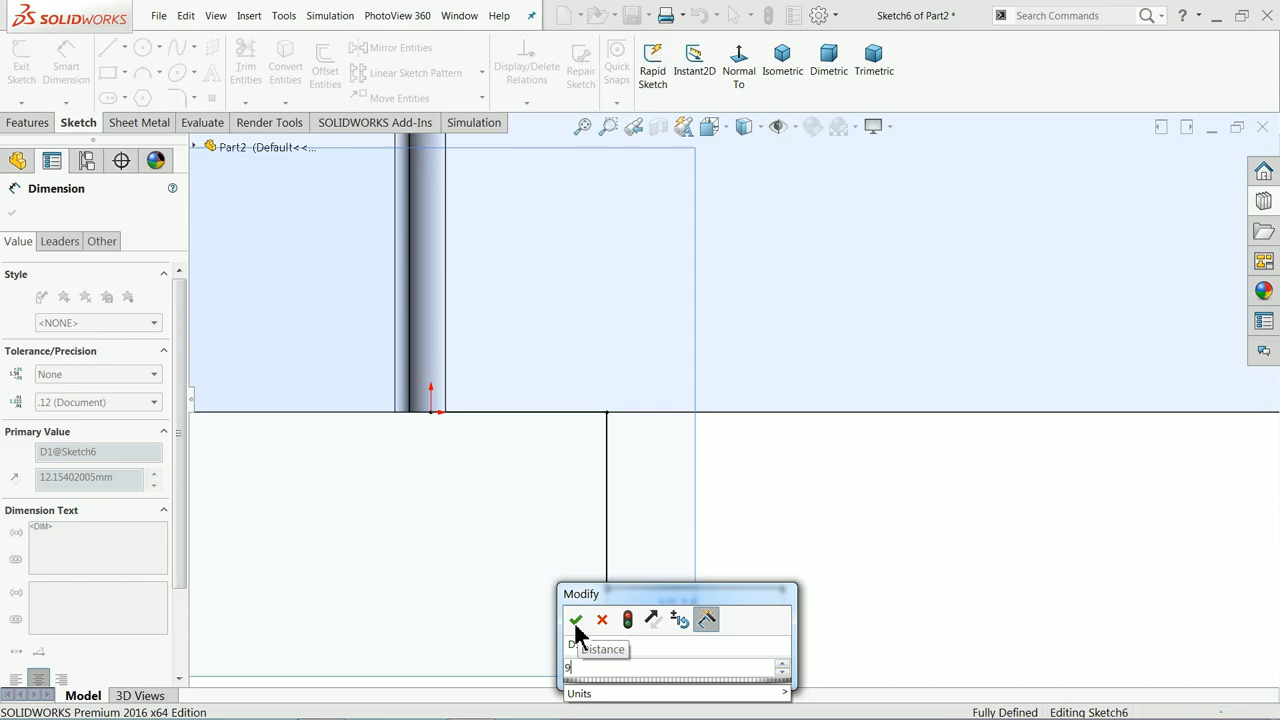 SOLIDWORKS
File Edit View Insert Tools Simulation PhotoView 360 Window Help
Sketch6 of Part2 *
Search Commands
?
Exit Sketch
Smart Dimension
Trim Entities
Convert Entities
Offset Entities
Mirror Entities
Linear Sketch Pattern
Move Entities
Display/Delete Relations
Repair Sketch
Quick Snaps
Rapid Sketch
Instant2D
Normal To
Isometric
Dimetric
Trimetric
Features Sketch Sheet Metal Evaluate Render Tools SOLIDWORKS Add-Ins Simulation
Part2 (Default<<...
Dimension
Value Leaders Other
Style
<NONE>
Tolerance/Precision
None
.12 (Document)
Primary Value
D1@Sketch6
12.15402005mm
Dimension Text
<DIM>
Modify
D
Distance
9
Units >
Model 3D Views
SOLIDWORKS Premium 2016 x64 Edition
Fully Defined Editing Sketch6